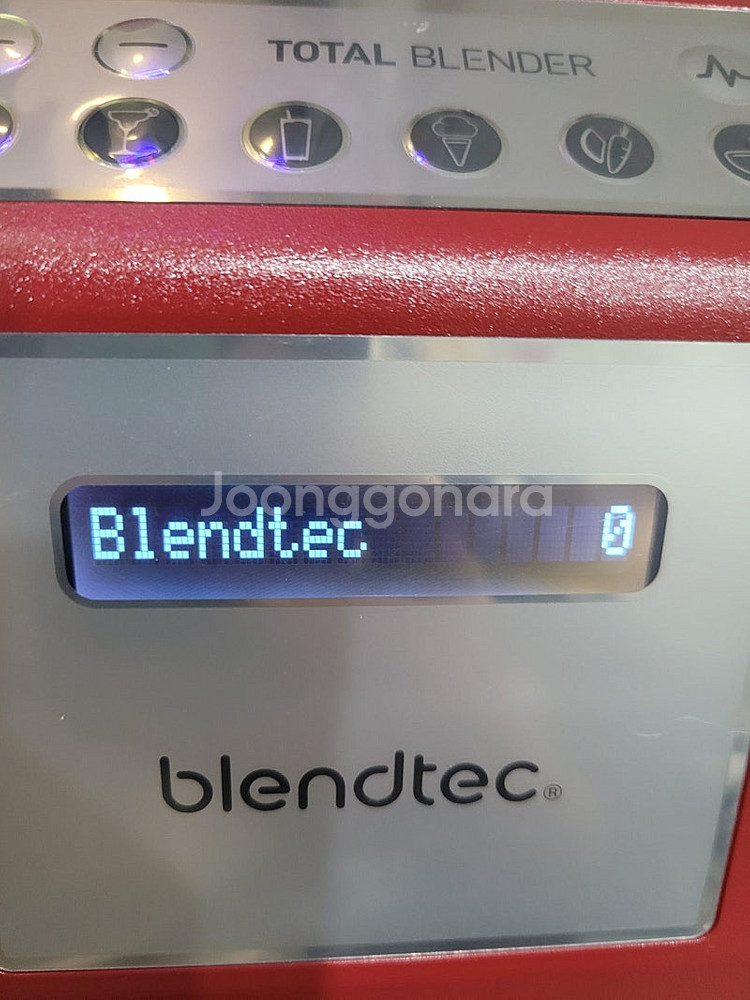 TOTAL BLENDER
Joonggonara
Blendtec 0
blendtec®